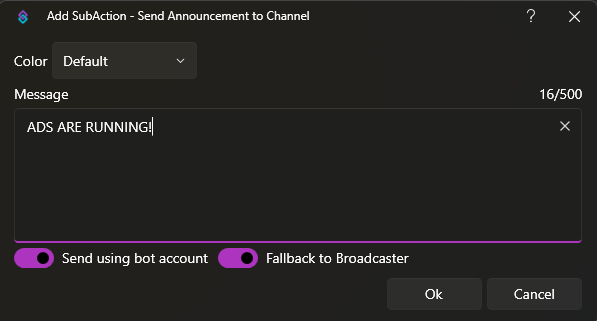 Add SubAction - Send Announcement to Channel
Color Default
Message 16/500
ADS ARE RUNNING!
Send using bot account Fallback to Broadcaster
Ok Cancel